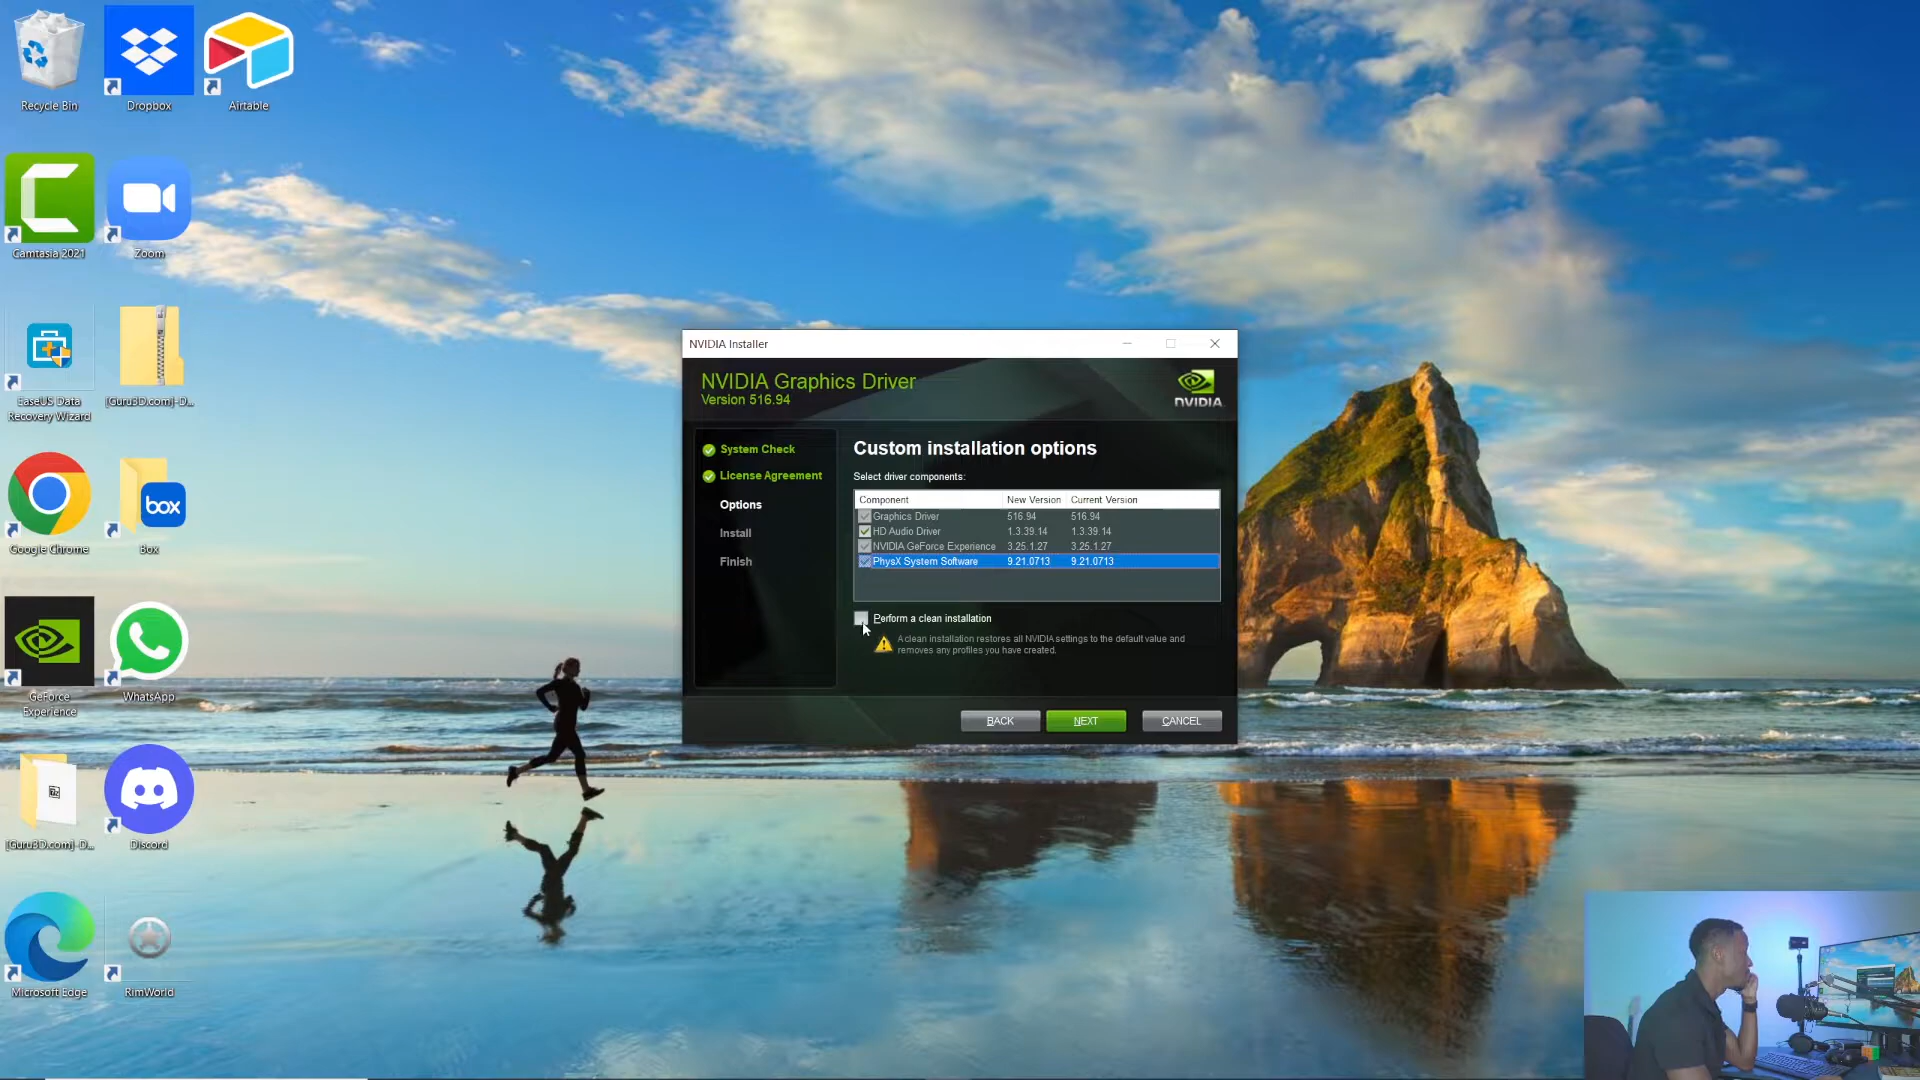 Recycle Bin
Dropbox
Airtable
Camtasia 2021
Zoom
EaseUS Data
Recovery Wizard
[Guru3D.com]-D...
Google Chrome
box
Box
GeForce
Experience
WhatsApp
[Guru3D.com]-D...
Discord
Microsoft Edge
RimWorld
NVIDIA Installer
NVIDIA Graphics Driver
Version 516.94
NVIDIA
System Check
License Agreement
Options
Install
Finish
Custom installation options
Select driver components:
Component New Version Current Version
Graphics Driver 516.94 516.94
HD Audio Driver 1.3.39.14 1.3.39.14
NVIDIA GeForce Experience 3.25.1.27 3.25.1.27
PhysX System Software 9.21.0713 9.21.0713
Perform a clean installation
A clean installation restores all NVIDIA settings to the default value and
removes any profiles you have created.
BACK NEXT CANCEL